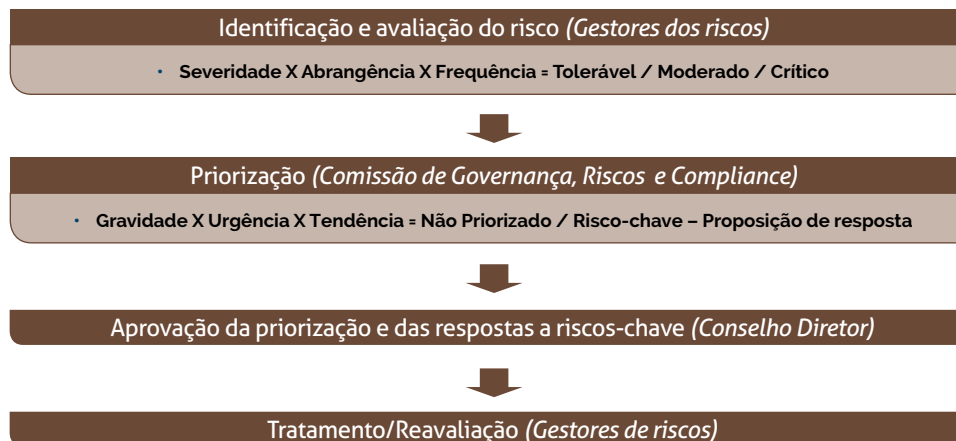 Identificação e avaliação do risco (Gestores dos riscos)
• Severidade X Abrangência X Frequência = Tolerável / Moderado / Crítico
Priorização (Comissão de Governança, Riscos e Compliance)
• Gravidade X Urgência X Tendência = Não Priorizado / Risco-chave – Proposição de resposta
Aprovação da priorização e das respostas a riscos-chave (Conselho Diretor)
Tratamento/Reavaliação (Gestores de riscos)